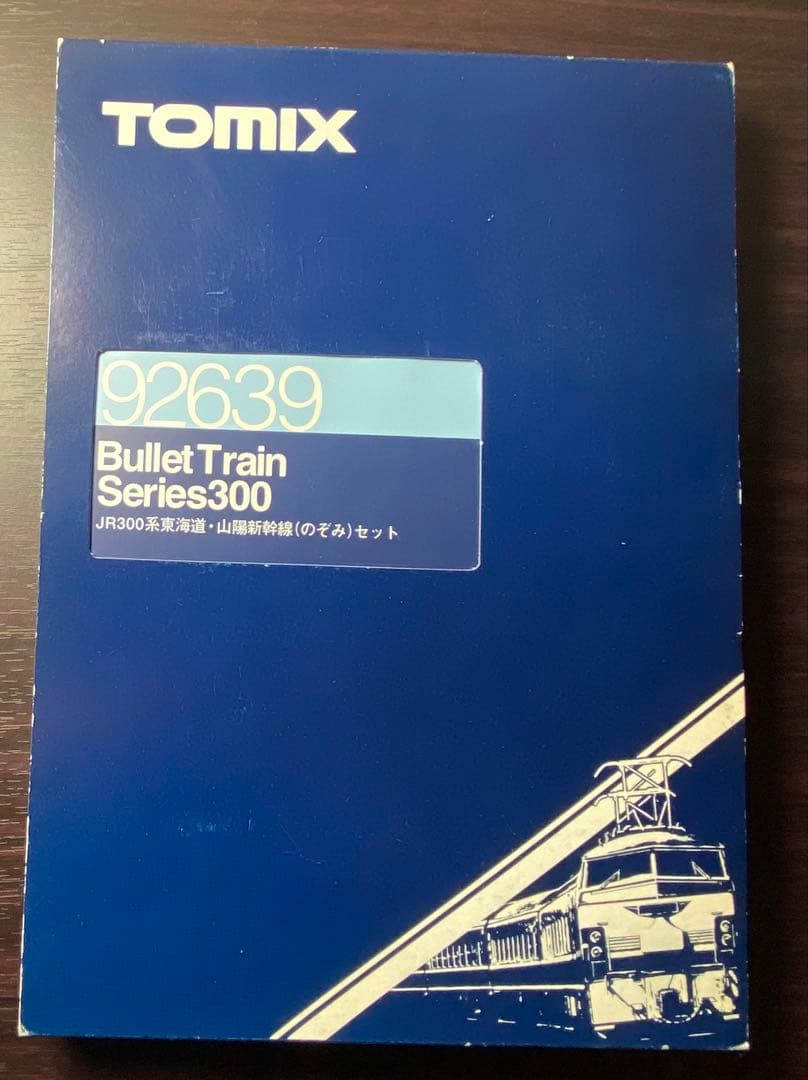 TOMIX
92639
Bullet Train
Series300
JR300系東海道・山陽新幹線(のぞみ)セット